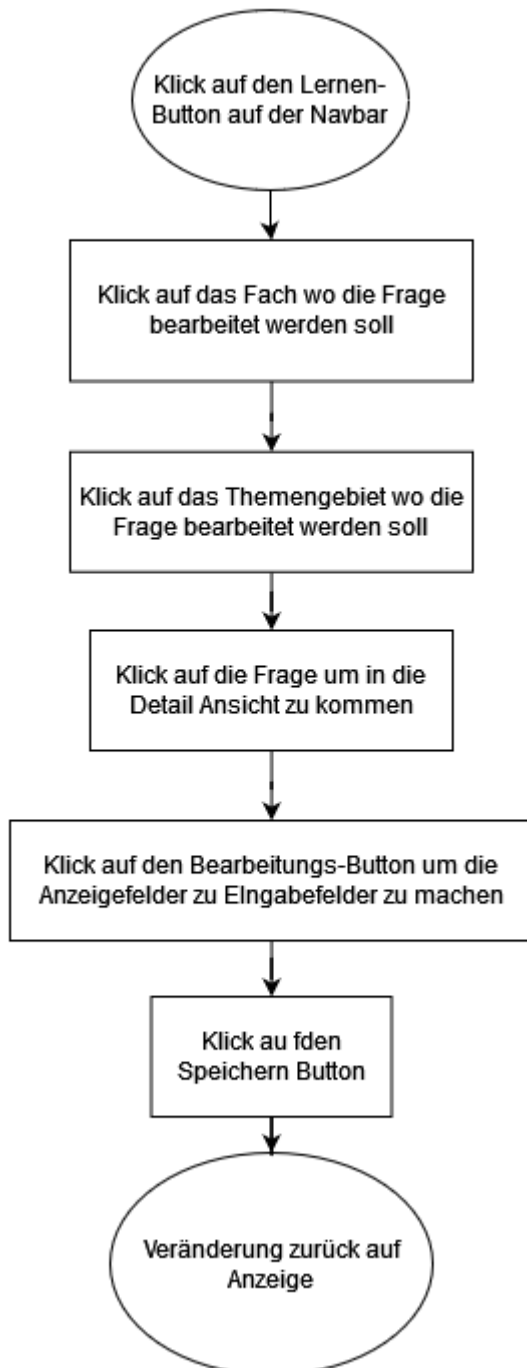 Klick auf den Lernen-
Button auf der Navbar
Klick auf das Fach wo die Frage
bearbeitet werden soll
Klick auf das Themengebiet wo die
Frage bearbeitet werden soll
Klick auf die Frage um in die
Detail Ansicht zu kommen
Klick auf den Bearbeitungs-Button um die
Anzeigefelder zu EIngabefelder zu machen
Klick au fden
Speichern Button
Veränderung zurück auf
Anzeige